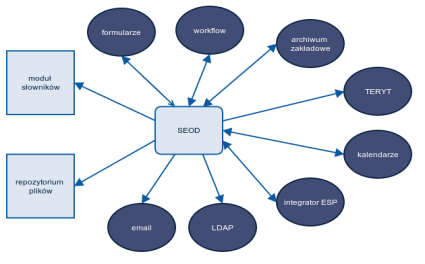 formularze
workflow
archiwum
zakładowe
moduł
słowników
TERYT
SEOD
kalendarze
repozytorium
plików
integrator ESP
email
LDAP